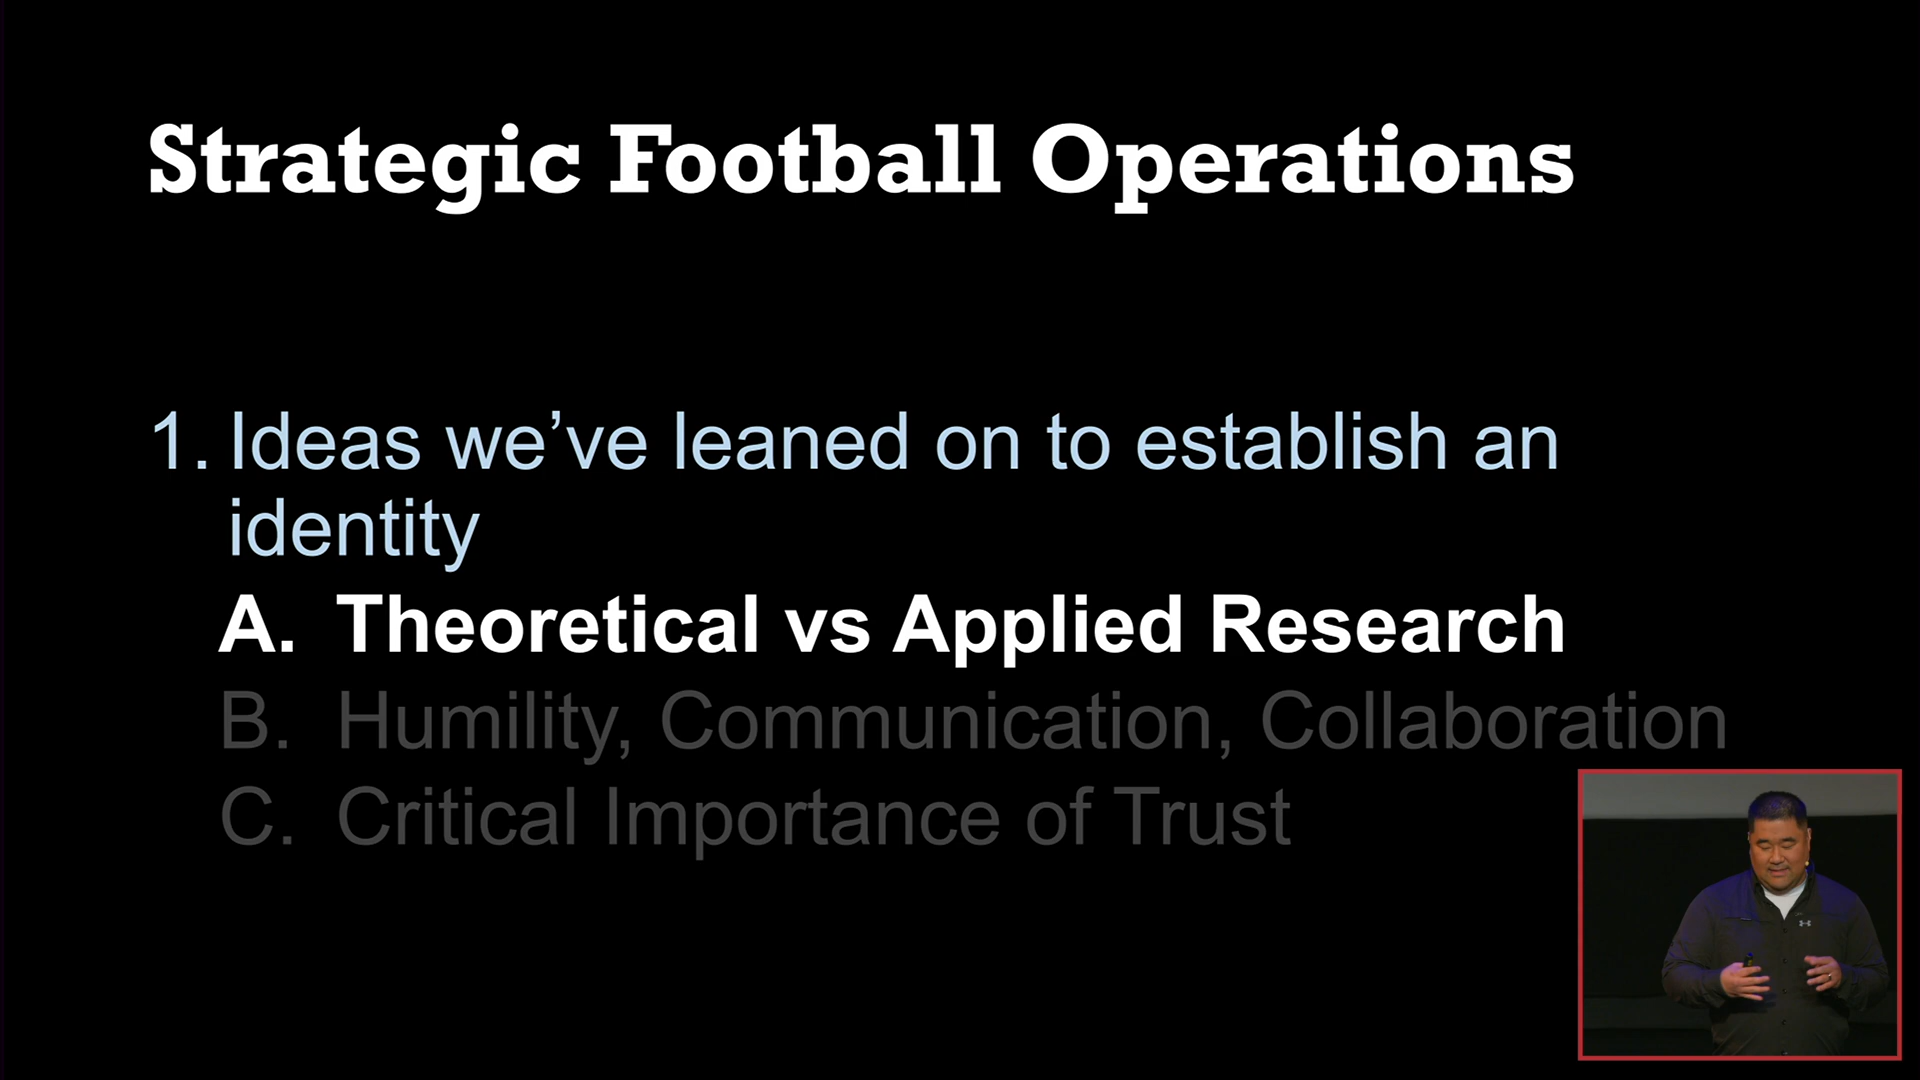 Strategic Football Operations
1. Ideas we’ve leaned on to establish an
identity
A. Theoretical vs Applied Research
B. Humility, Communication, Collaboration
C. Critical Importance of Trust